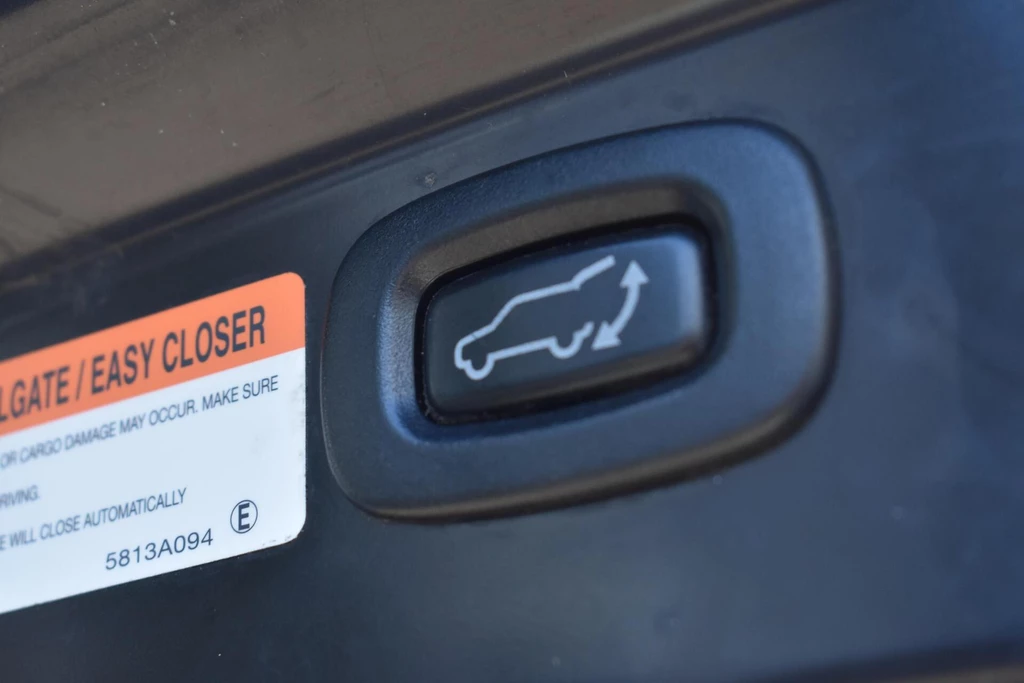 LGATE / EASY CLOSER
OR CARGO DAMAGE MAY OCCUR. MAKE SURE
RIVING.
E WILL CLOSE AUTOMATICALLY
5813A094 E